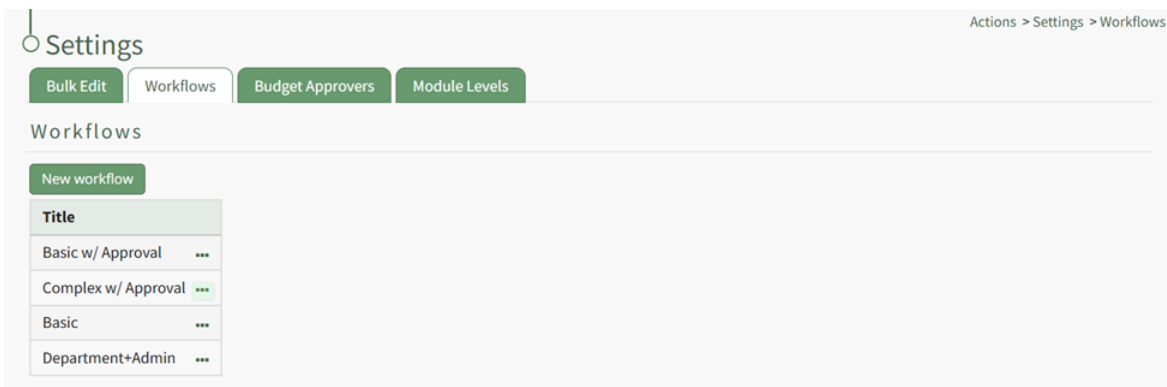 Actions > Settings > Workflows
Settings
Bulk Edit Workflows Budget Approvers Module Levels
Workflows
New workflow
Title
Basic w/ Approval •••
Complex w/ Approval •••
Basic •••
Department+Admin •••